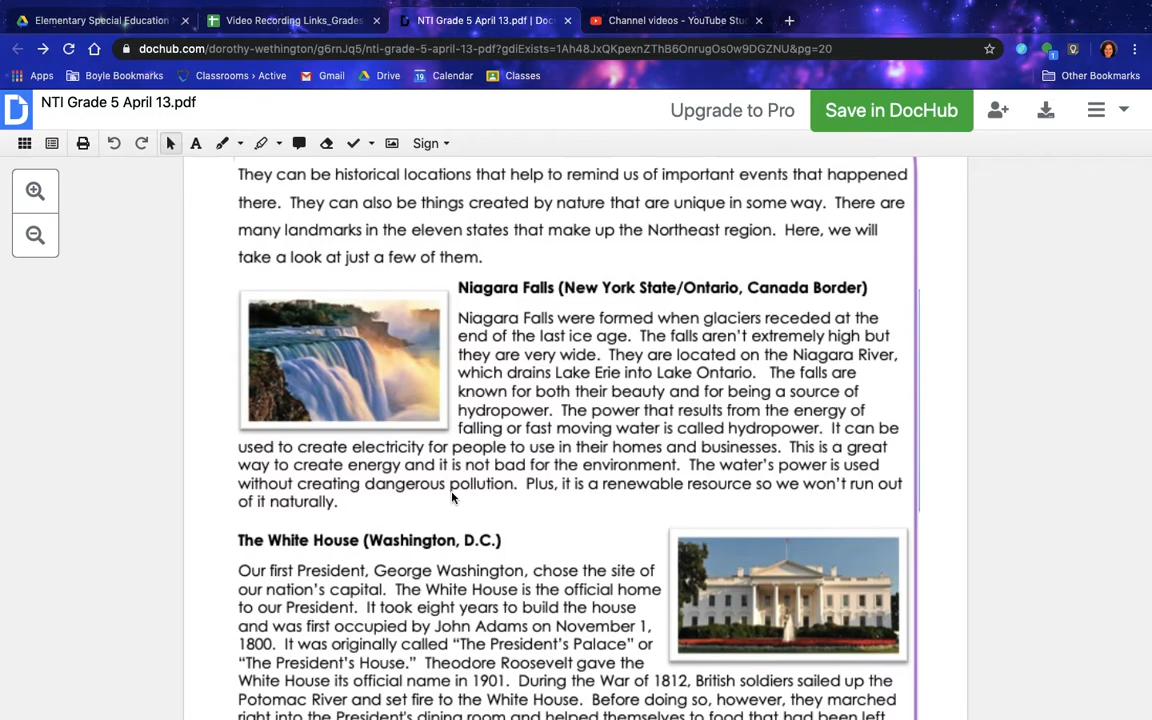 Elementary Special Education
Video Recording Links_Grades
NTI Grade 5 April 13.pdf | Doc
Channel videos - YouTube Stu
dochub.com/dorothy-wethington/g6rnJq5/nti-grade-5-april-13-pdf?gdiExists=1Ah48JxQKpexnZThB6OnrugOs0w9DGZNU&pg=20
Apps Boyle Bookmarks Classrooms > Active Gmail Drive 19 Calendar Classes Other Bookmarks
NTI Grade 5 April 13.pdf
Upgrade to Pro
Save in DocHub
A Sign
They can be historical locations that help to remind us of important events that happened
there. They can also be things created by nature that are unique in some way. There are
many landmarks in the eleven states that make up the Northeast region. Here, we will
take a look at just a few of them.
Niagara Falls (New York State/Ontario, Canada Border)
Niagara Falls were formed when glaciers receded at the
end of the last ice age. The falls aren't extremely high but
they are very wide. They are located on the Niagara River,
which drains Lake Erie into Lake Ontario. The falls are
known for both their beauty and for being a source of
hydropower. The power that results from the energy of
falling or fast moving water is called hydropower. It can be
used to create electricity for people to use in their homes and businesses. This is a great
way to create energy and it is not bad for the environment. The water's power is used
without creating dangerous pollution. Plus, it is a renewable resource so we won't run out
of it naturally.
The White House (Washington, D.C.)
Our first President, George Washington, chose the site of
our nation's capital. The White House is the official home
to our President. It took eight years to build the house
and was first occupied by John Adams on November 1,
1800. It was originally called "The President's Palace" or
"The President's House." Theodore Roosevelt gave the
White House its official name in 1901. During the War of 1812, British soldiers sailed up the
Potomac River and set fire to the White House. Before doing so, however, they marched
right into the President's dining room and helped themselves to food that had been left